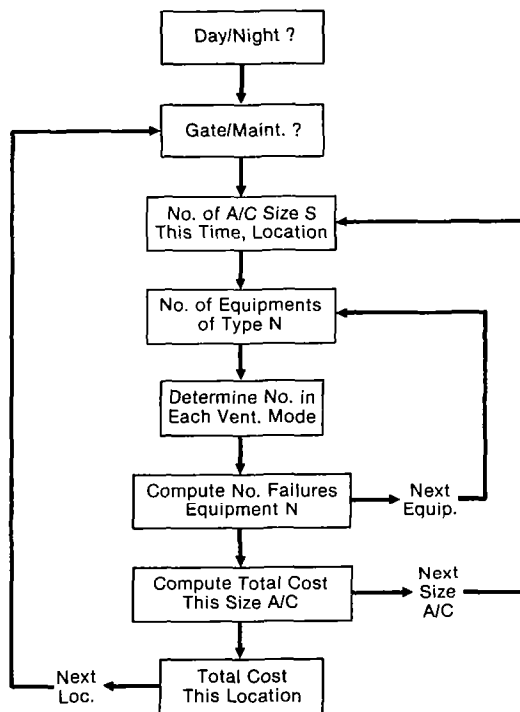 Day/Night ?
Gate/Maint. ?
No. of A/C Size S
This Time, Location
No. of Equipments
of Type N
Determine No. in
Each Vent. Mode
Compute No. Failures
Equipment N
Next
Equip.
Compute Total Cost
This Size A/C
Next
Size
A/C
Next
Loc.
Total Cost
This Location